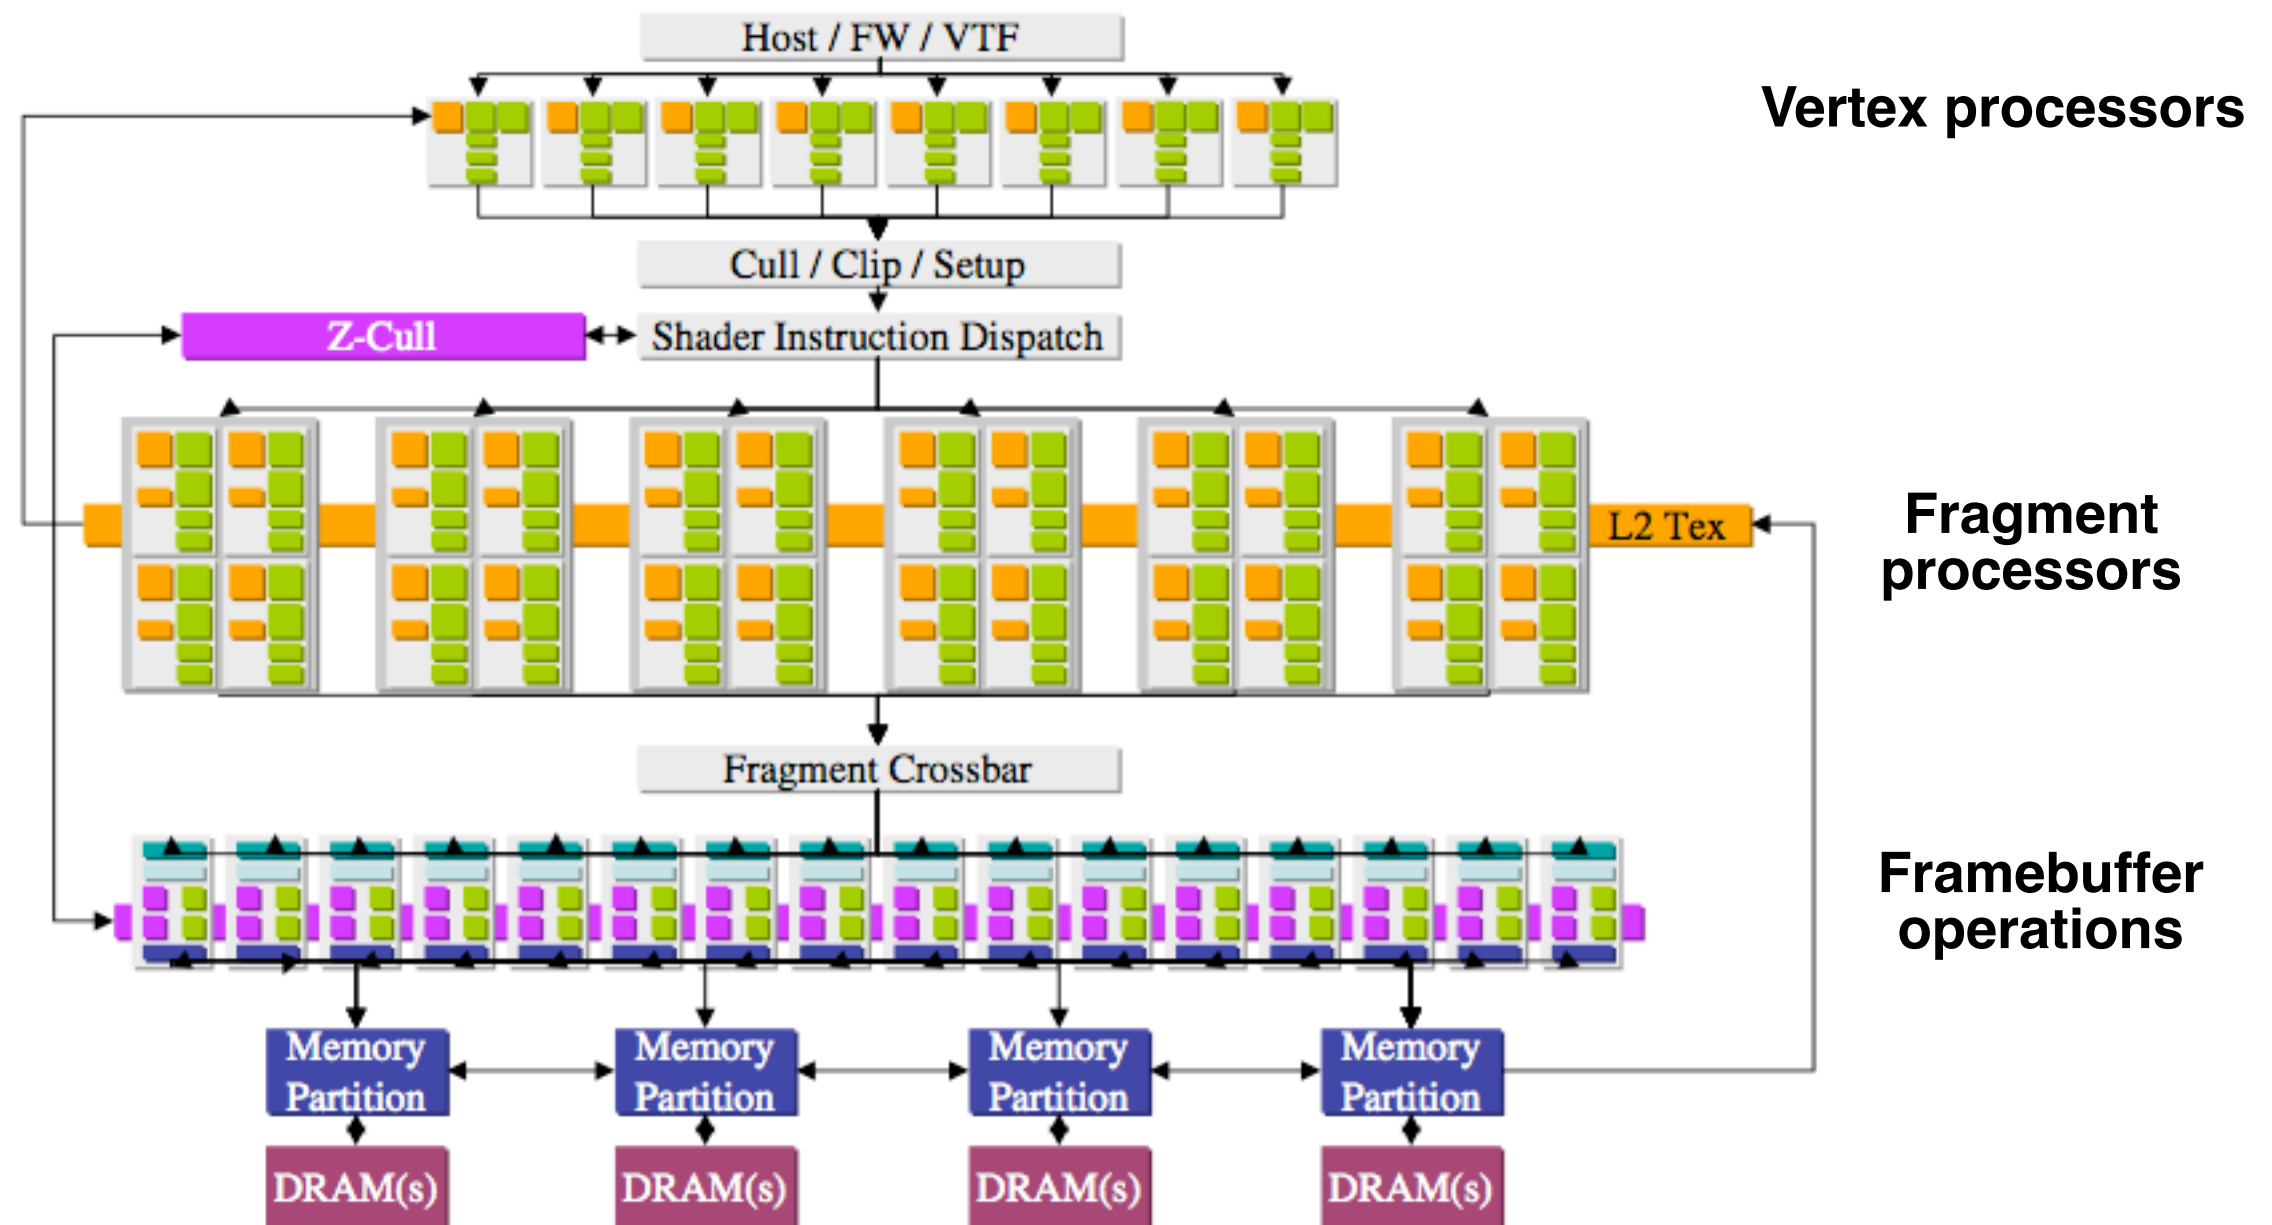 Host / FW / VTF
Vertex processors
Cull / Clip / Setup
Z-Cull
Shader Instruction Dispatch
L2 Tex
Fragment
processors
Fragment Crossbar
Framebuffer
operations
Memory
Partition
Memory
Partition
Memory
Partition
Memory
Partition
DRAM(s)
DRAM(s)
DRAM(s)
DRAM(s)